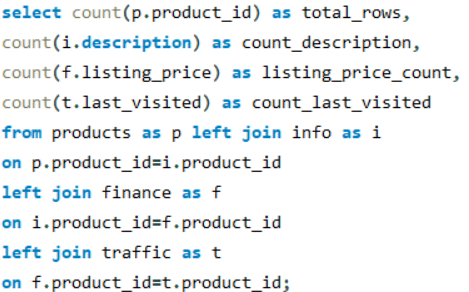 select count(p.product_id) as total_rows,
count(i.description) as count_description,
count(f.listing_price) as listing_price_count,
count(t.last_visited) as count_last_visited
from products as p left join info as i
on p.product_id=i.product_id
left join finance as f
on i.product_id=f.product_id
left join traffic as t
on f.product_id=t.product_id;